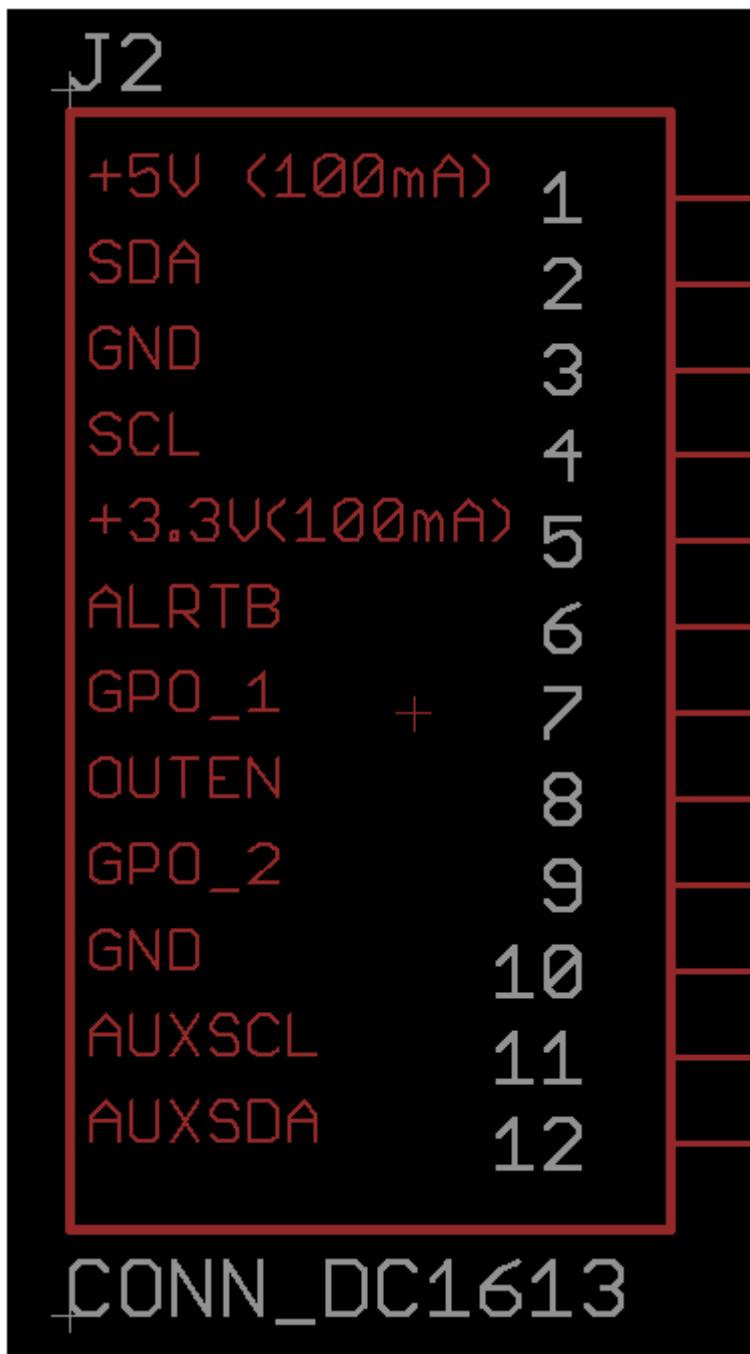 J2
+5V (100mA) 1
SDA 2
GND 3
SCL 4
+3.3V(100mA) 5
ALRTB 6
GPO_1 7
OUTEN 8
GPO_2 9
GND 10
AUXSCL 11
AUXSDA 12
CONN_DC1613